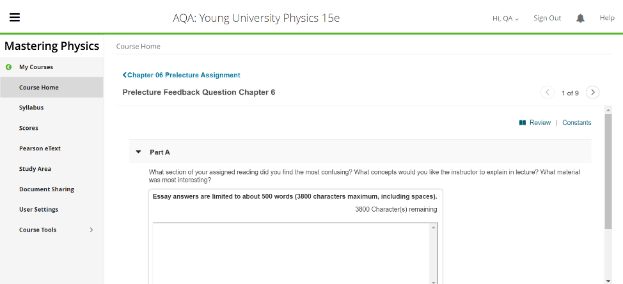 AQA: Young University Physics 15e
Hi, QA
Sign Out
Help
Mastering Physics
Course Home
My Courses
Course Home
Syllabus
Scores
Pearson eText
Study Area
Document Sharing
User Settings
Course Tools
Chapter 06 Prelecture Assignment
Prelecture Feedback Question Chapter 6
1 of 9
Review | Constants
Part A
What section of your assigned reading did you find the most confusing? What concepts would you like the instructor to explain in lecture? What material
was most interesting?
Essay answers are limited to about 500 words (3800 characters maximum, including spaces).
3800 Character(s) remaining